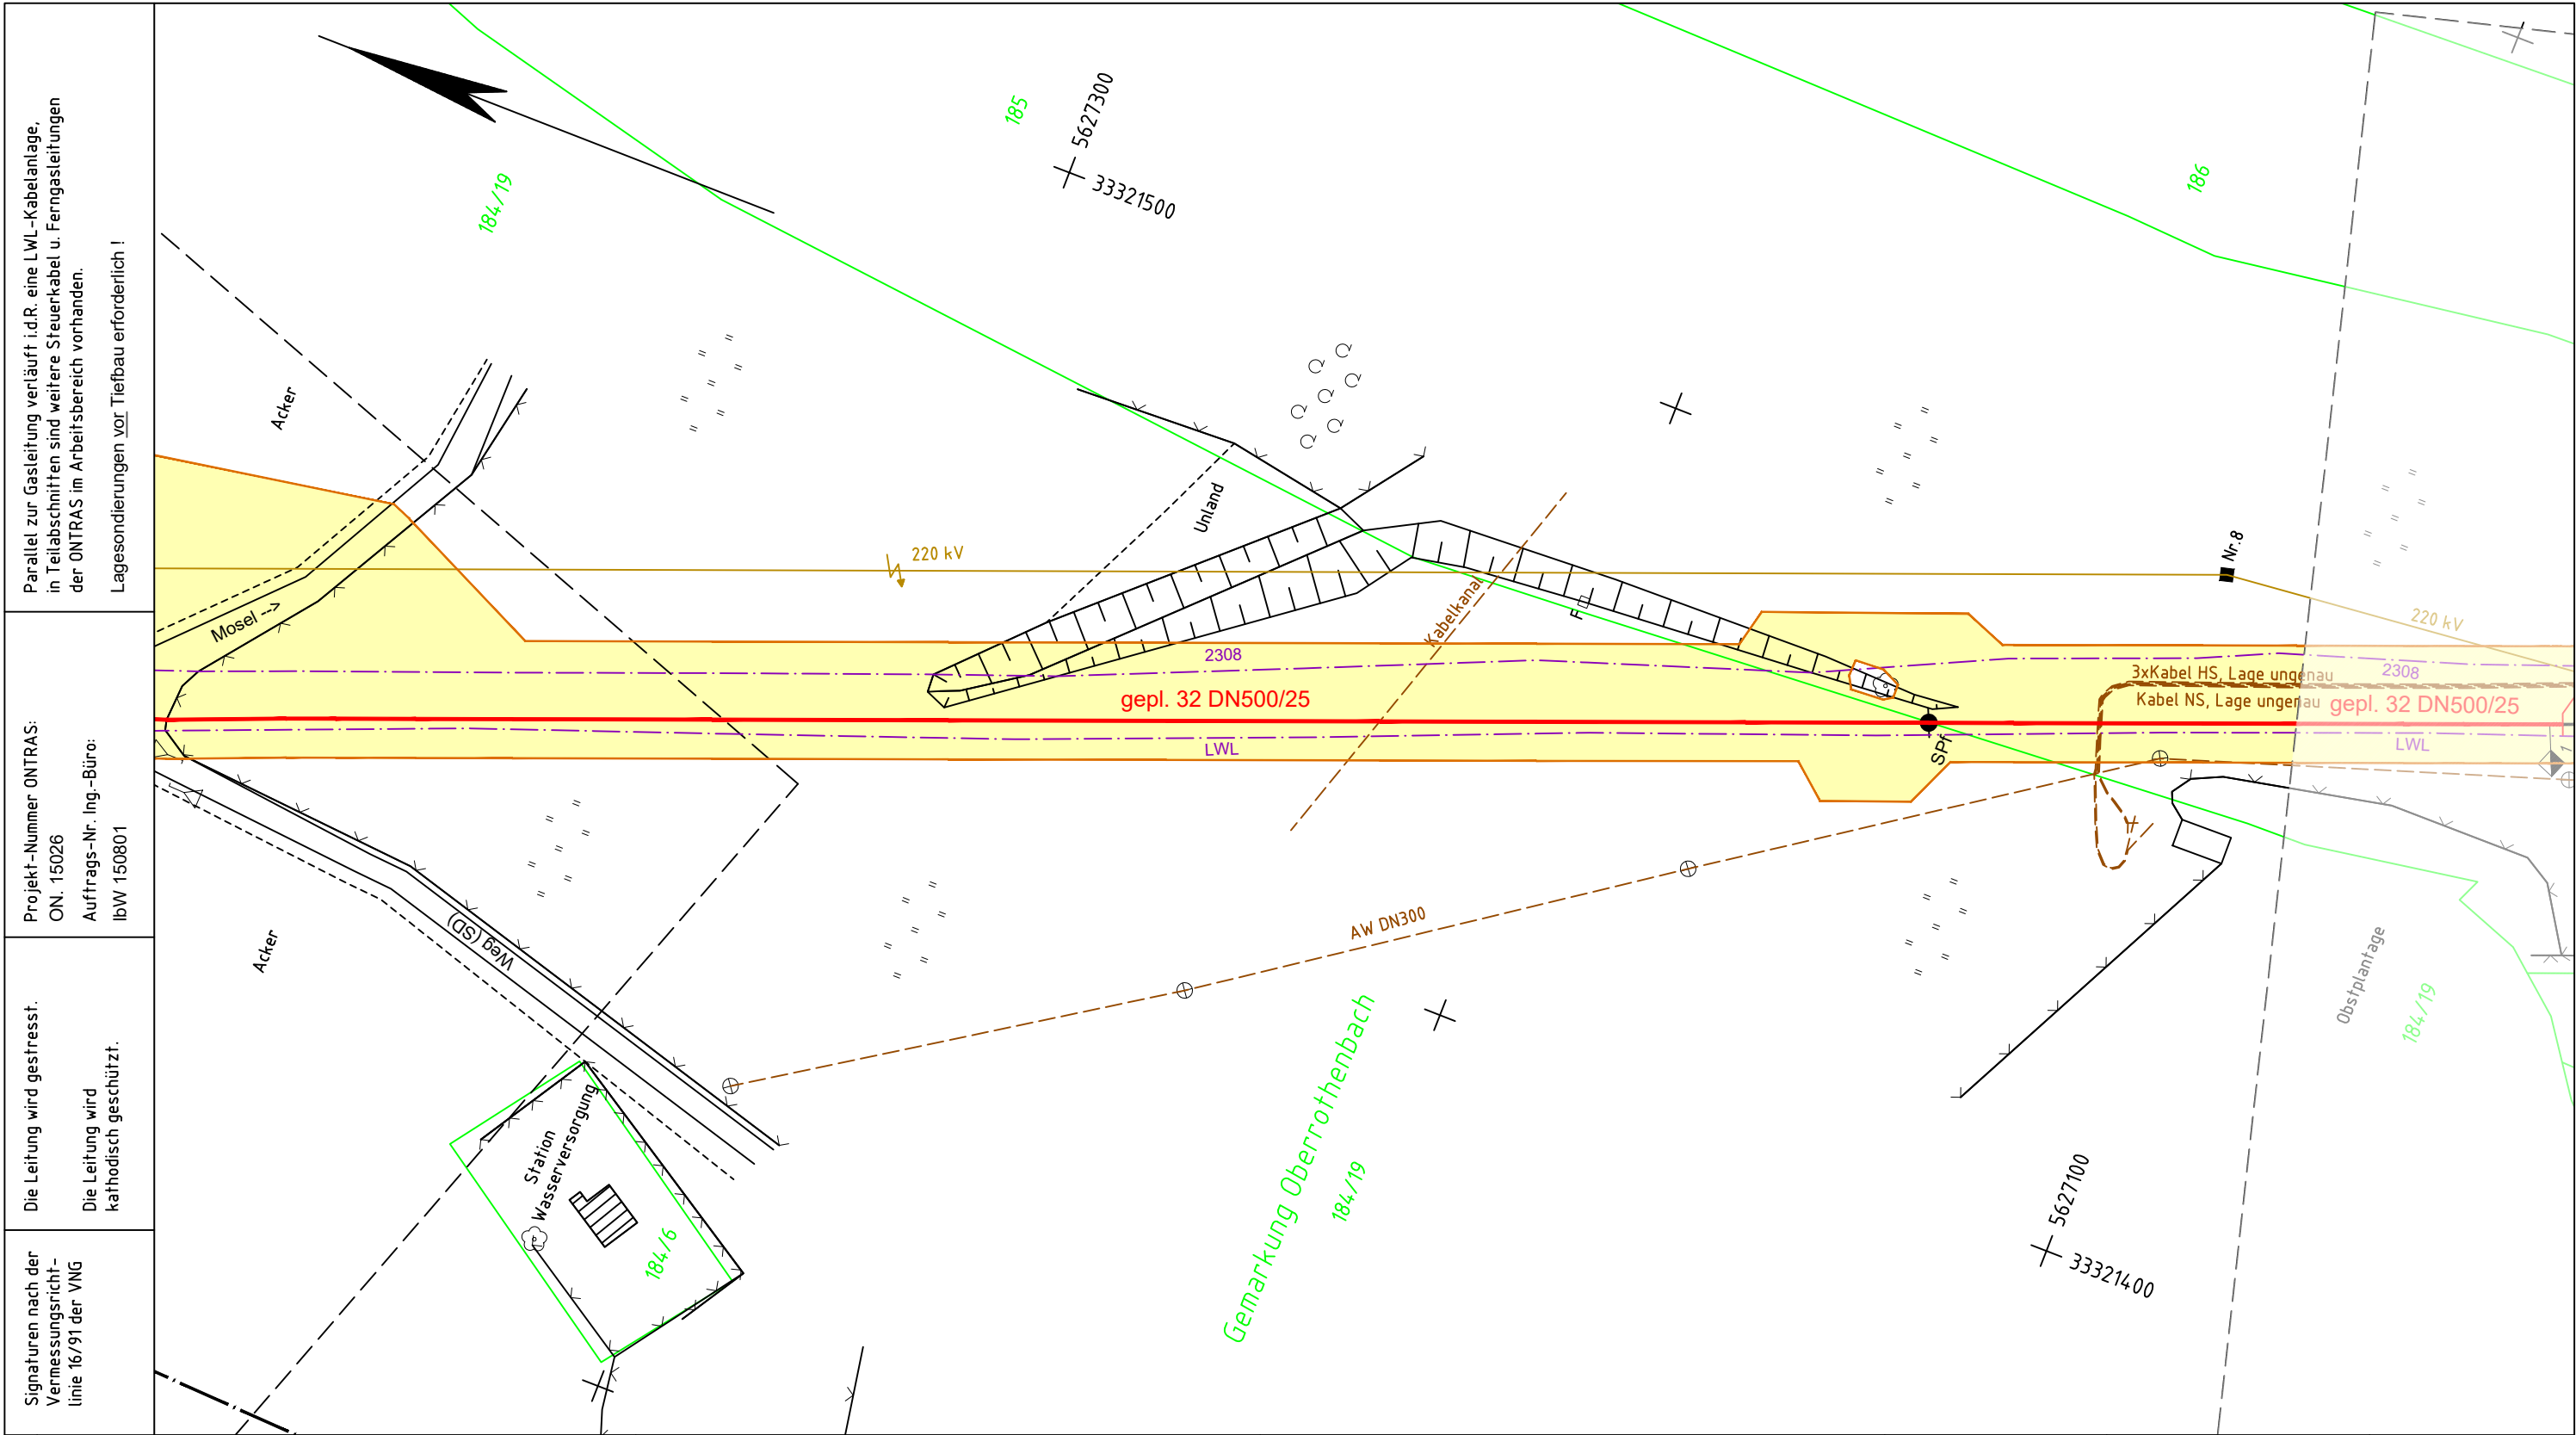 Parallel zur Gasleitung verläuft i.d.R. eine LWL-Kabelanlage,
in Teilabschnitten sind weitere Steuerkabel u. Ferngasleitungen
der ONTRAS im Arbeitsbereich vorhanden.
Lagesondierungen vor Tiefbau erforderlich !
Projekt-Nummer ONTRAS:
ON. 15026
Auftrags-Nr. Ing.-Büro:
IbW 150801
Die Leitung wird gestresst.
Die Leitung wird
kathodisch geschützt.
Signaturen nach der
Vermessungsricht-
linie 16/91 der VNG
184/19
185
5627300
33321500
186
Acker
Unland
220 kV
Nr.8
220 kV
Mosel
Kabelkanal
F
2308
gepl. 32 DN500/25
LWL
SPf
3xKabel HS, Lage ungenau
Kabel NS, Lage ungenau
2308
gepl. 32 DN500/25
LWL
Acker
Weg (SD)
AW DN300
Obstplantage
184/19
Station
Wasserversorgung
184/6
Gemarkung Oberrothenbach
184/19
5627100
33321400